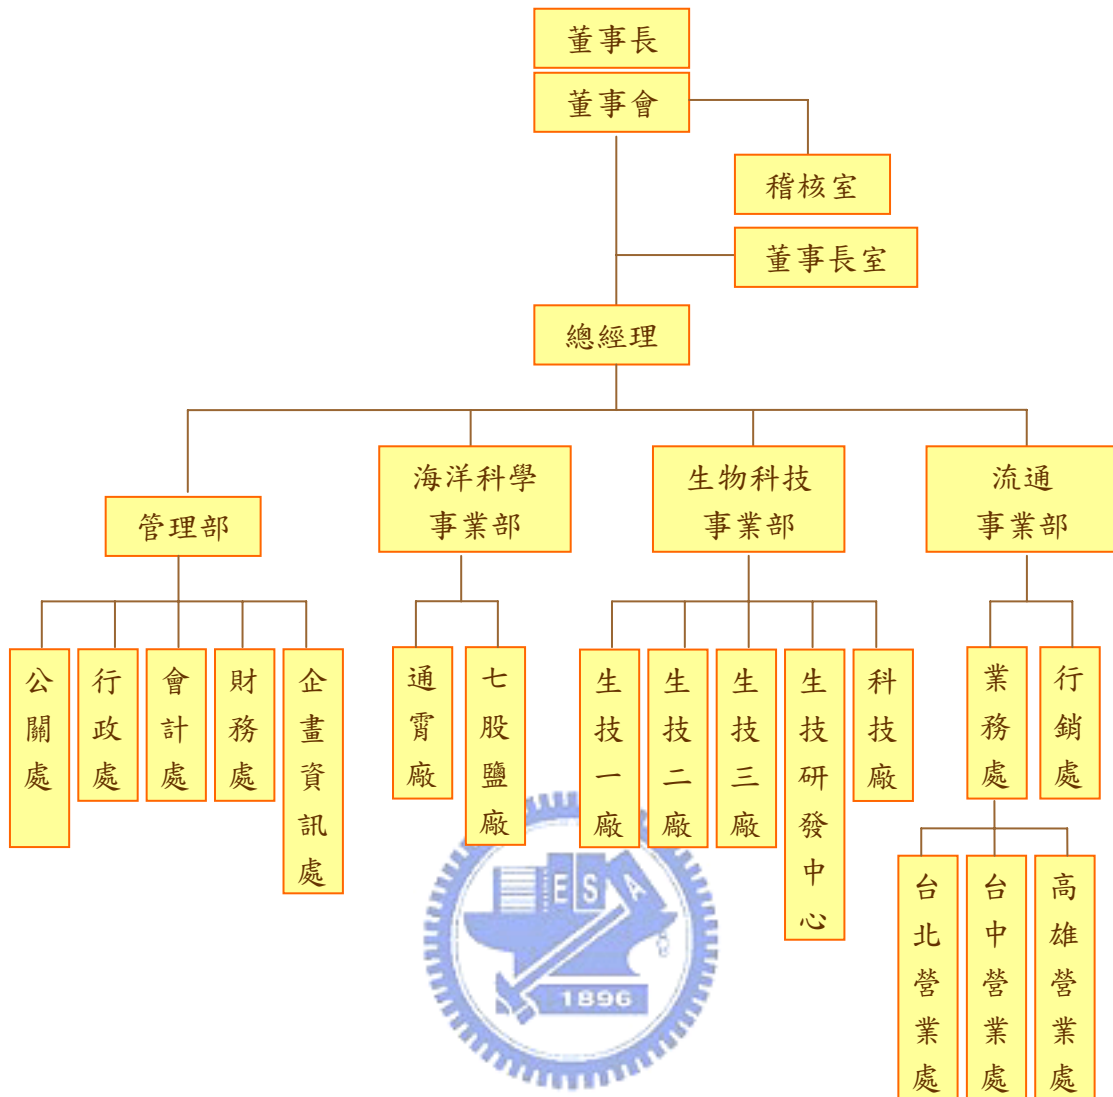 董事長
董事會
稽核室
董事長室
總經理
管理部
海洋科學
事業部
生物科技
事業部
流通
事業部
公關處
行政處
會計處
財務處
企畫資訊處
通霄廠
七股鹽廠
生技一廠
生技二廠
生技三廠
生技研發中心
科技廠
業務處
行銷處
台北營業處
台中營業處
高雄營業處
E S A
1896